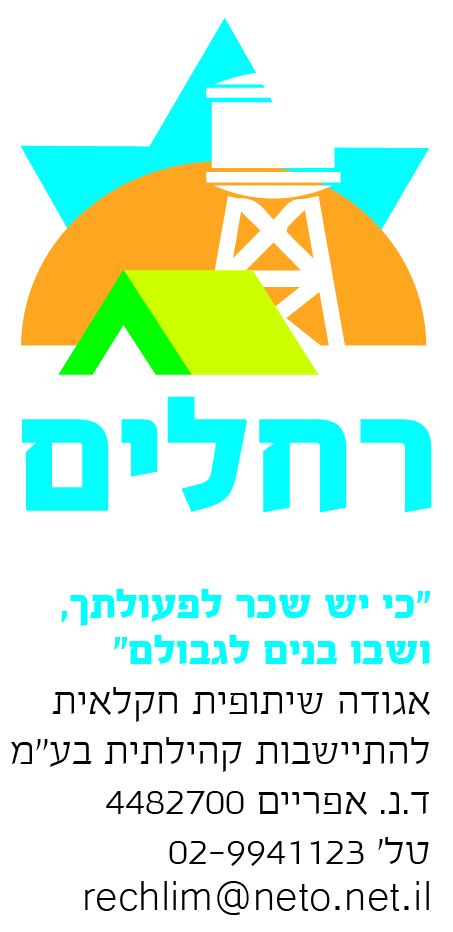 רחלים
"כי יש שכר לפעולתך,
ושבו בנים לגבולם"
אגודה שיתופית חקלאית
להתיישבות קהילתית בע"מ
ד.נ. אפריים 4482700
טל' 02-9941123
rechlim@neto.net.il